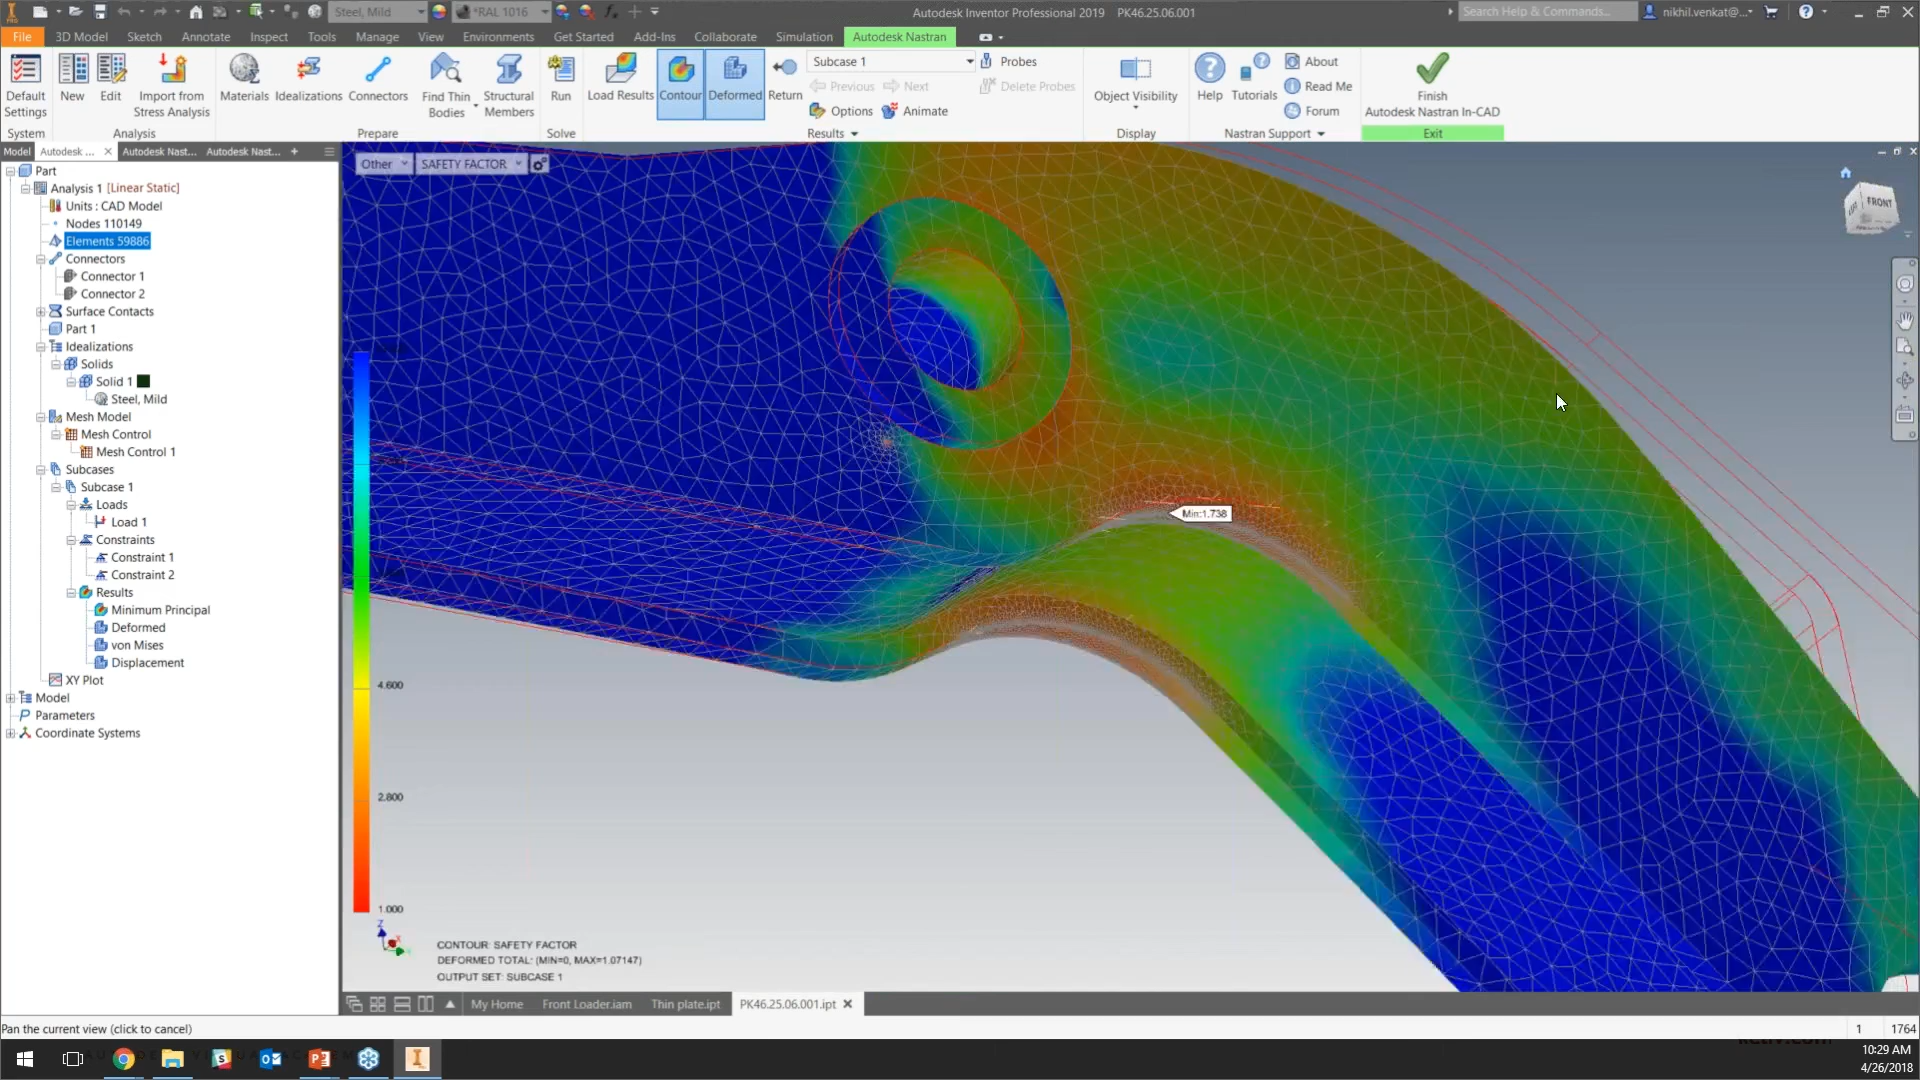 Steel, Mild
*RAL 1016
Autodesk Inventor Professional 2019 PK46.25.06.001
Search Help & Commands...
nikhil.venkat@...
File 3D Model Sketch Annotate Inspect Tools Manage View Environments Get Started Add-Ins Collaborate Simulation Autodesk Nastran
Default Settings
New
Edit
Import from Stress Analysis
Materials
Idealizations
Connectors
Find Thin Bodies
Structural Members
Run
Load Results
Contour
Deformed
Return
Subcase 1
Previous Next
Options Animate
Probes
Delete Probes
Object Visibility
Help
Tutorials
About
Read Me
Forum
Finish
Autodesk Nastran In-CAD
System Analysis Prepare Solve Results Display Nastran Support Exit
Model Autodesk ... Autodesk Nast... Autodesk Nast...
Part
Analysis 1 [Linear Static]
Units : CAD Model
Nodes 110149
Elements 59886
Connectors
Connector 1
Connector 2
Surface Contacts
Part 1
Idealizations
Solids
Solid 1
Steel, Mild
Mesh Model
Mesh Control
Mesh Control 1
Subcases
Subcase 1
Loads
Load 1
Constraints
Constraint 1
Constraint 2
Results
Minimum Principal
Deformed
von Mises
Displacement
XY Plot
Model
Parameters
Coordinate Systems
Other SAFETY FACTOR
FRONT
Min:1.738
4.600
2.800
1.000
Z
CONTOUR: SAFETY FACTOR
DEFORMED TOTAL: (MIN=0, MAX=1.07147)
OUTPUT SET: SUBCASE 1
My Home Front Loader.iam Thin plate.ipt PK46.25.06.001.ipt
Pan the current view (click to cancel)
1 1764
10:29 AM
4/26/2018